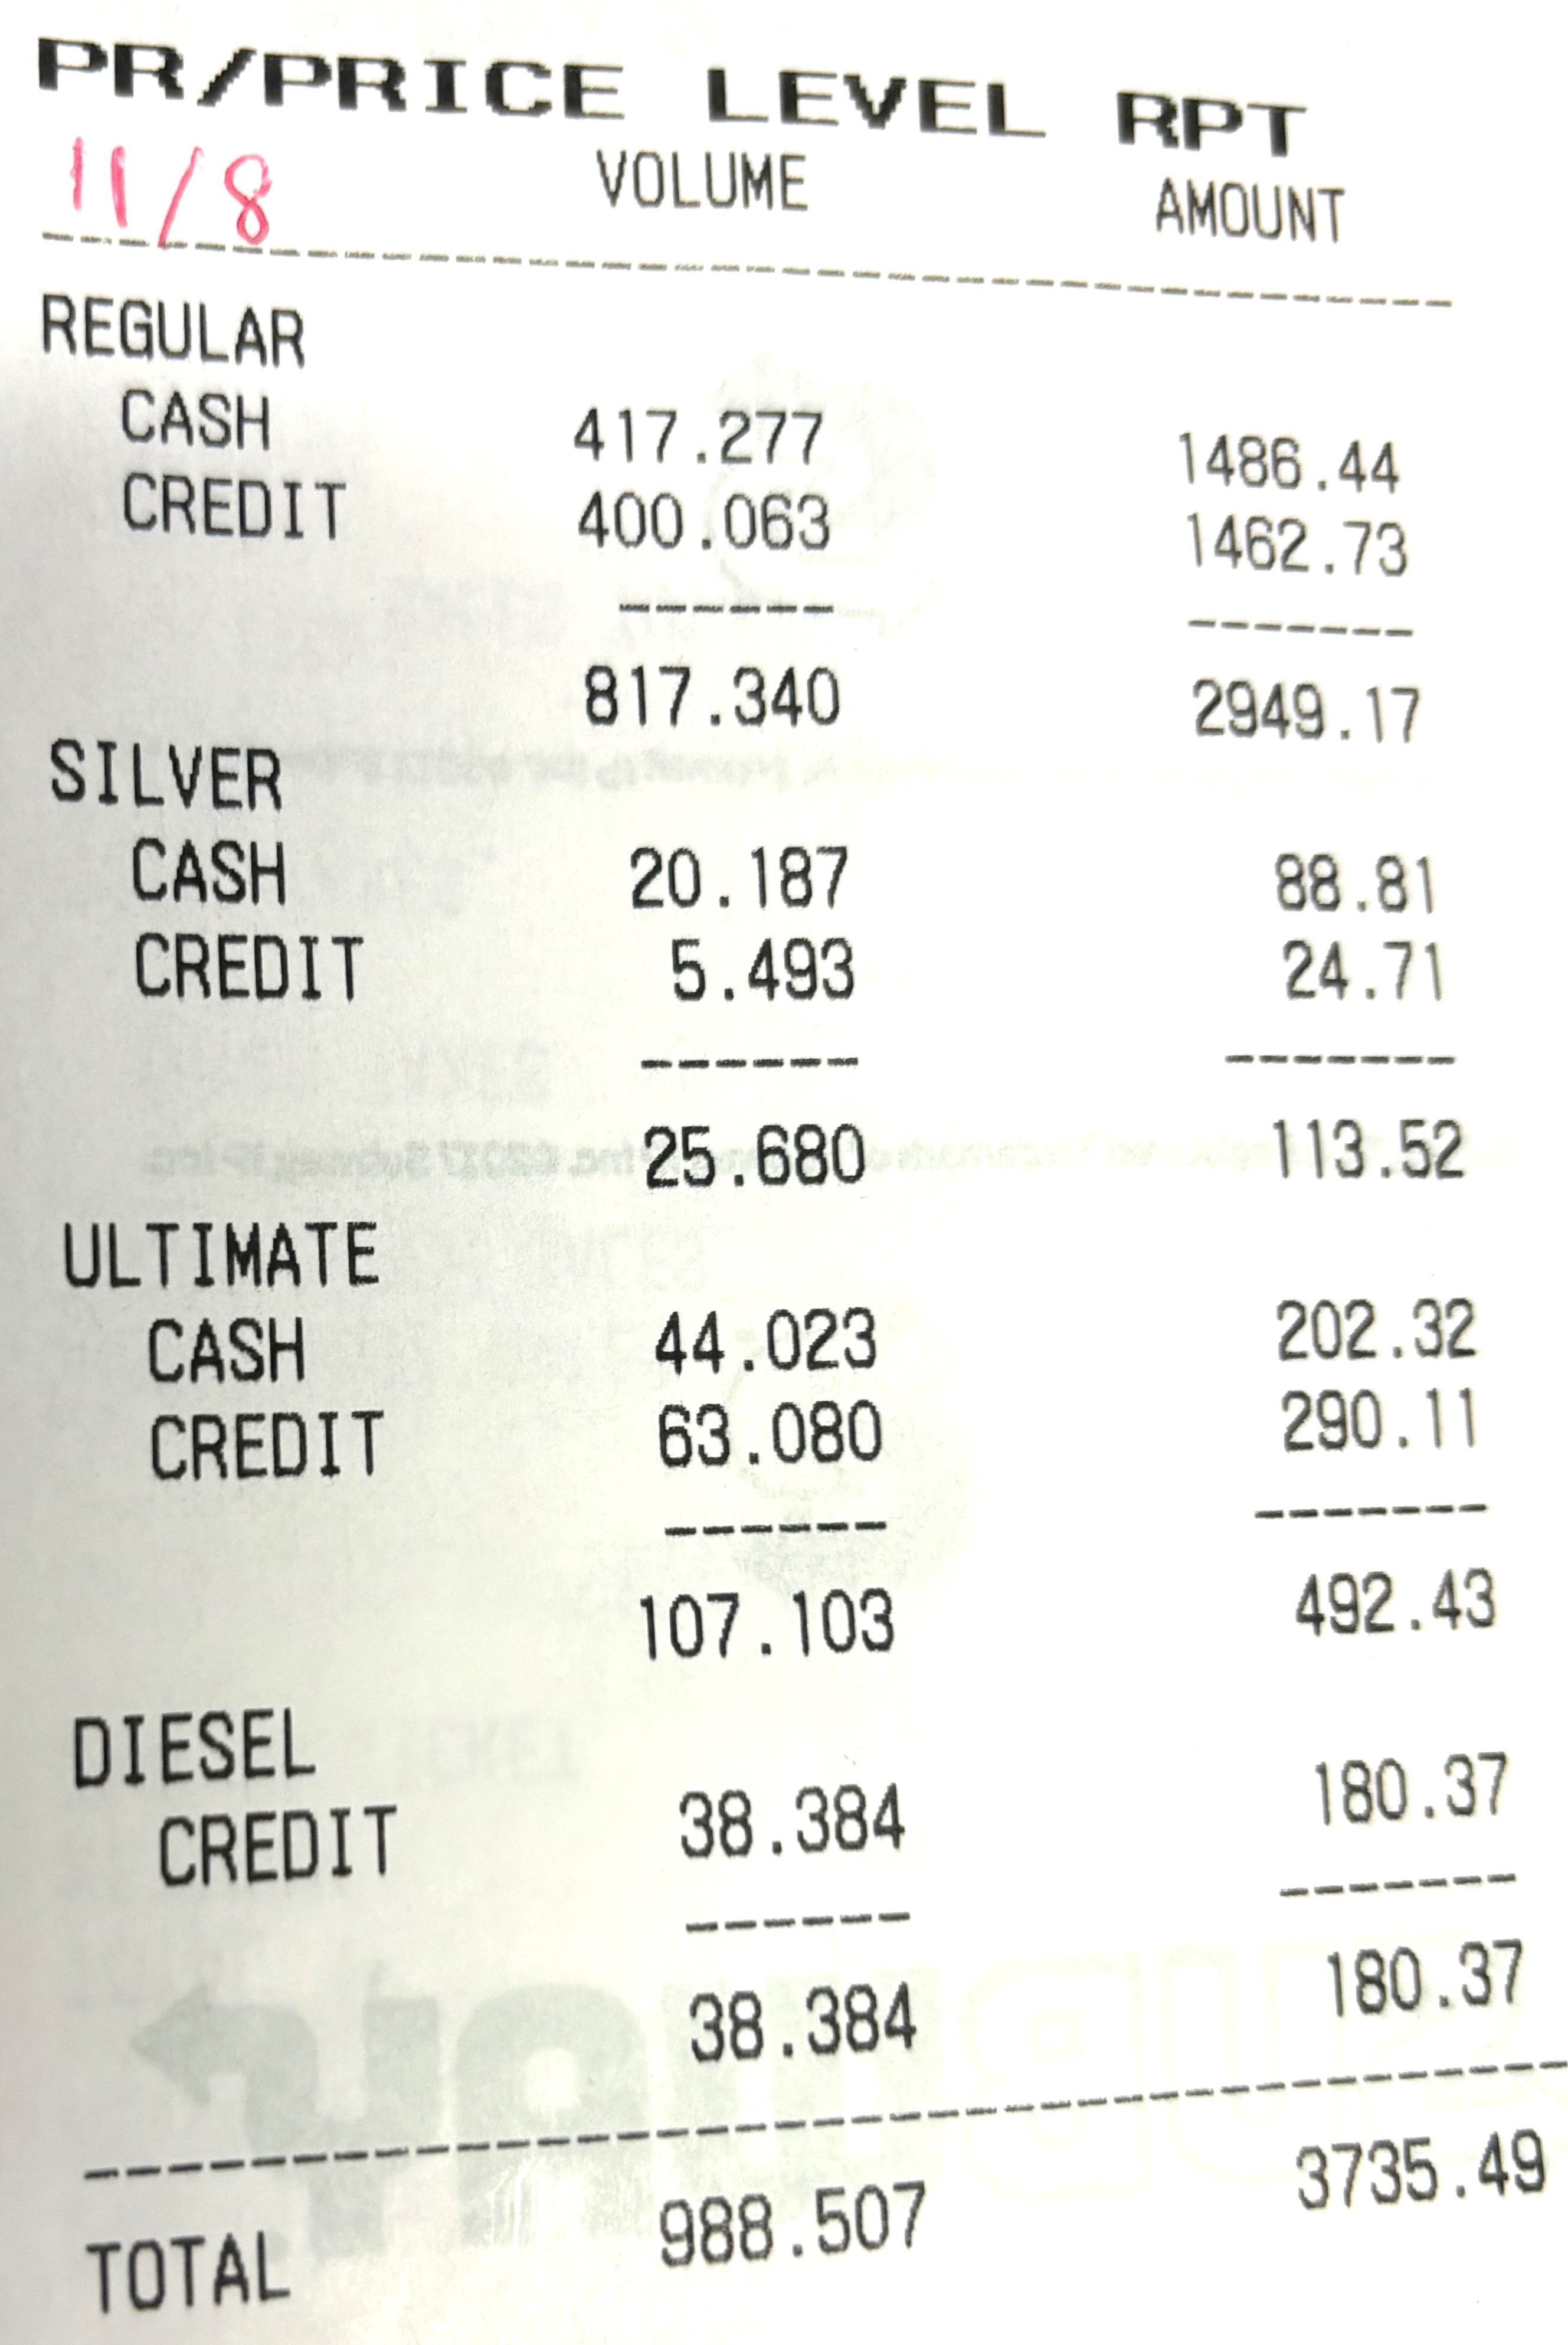 PR/PRICE LEVEL RPT
11/8 VOLUME AMOUNT
REGULAR
CASH 417.277 1486.44
CREDIT 400.063 1462.73
817.340 2949.17
SILVER
CASH 20.187 88.81
CREDIT 5.493 24.71
25.680 113.52
ULTIMATE
CASH 44.023 202.32
CREDIT 63.080 290.11
107.103 492.43
DIESEL
CREDIT 38.384 180.37
38.384 180.37
TOTAL 988.507 3735.49